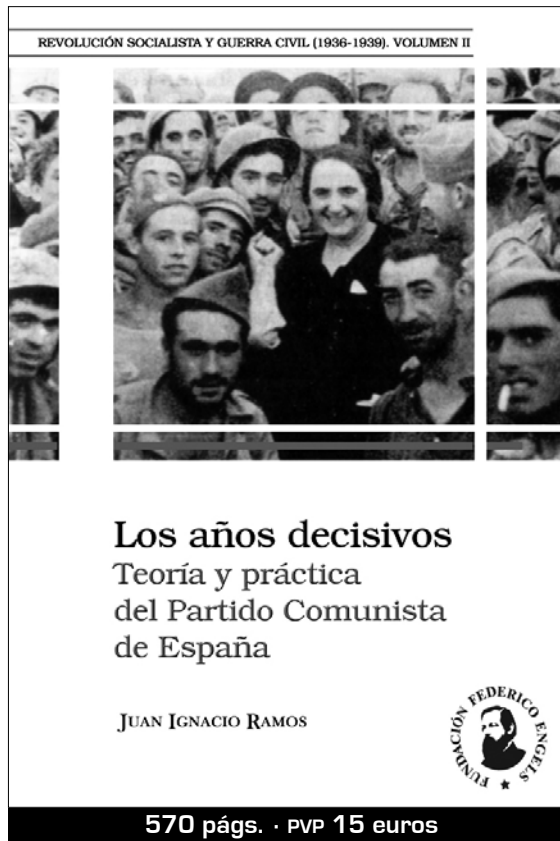 REVOLUCIÓN SOCIALISTA Y GUERRA CIVIL (1936-1939). VOLUMEN II
Los años decisivos
Teoría y práctica
del Partido Comunista
de España
JUAN IGNACIO RAMOS
FUNDACIÓN FEDERICO ENGELS
570 págs. · PVP 15 euros